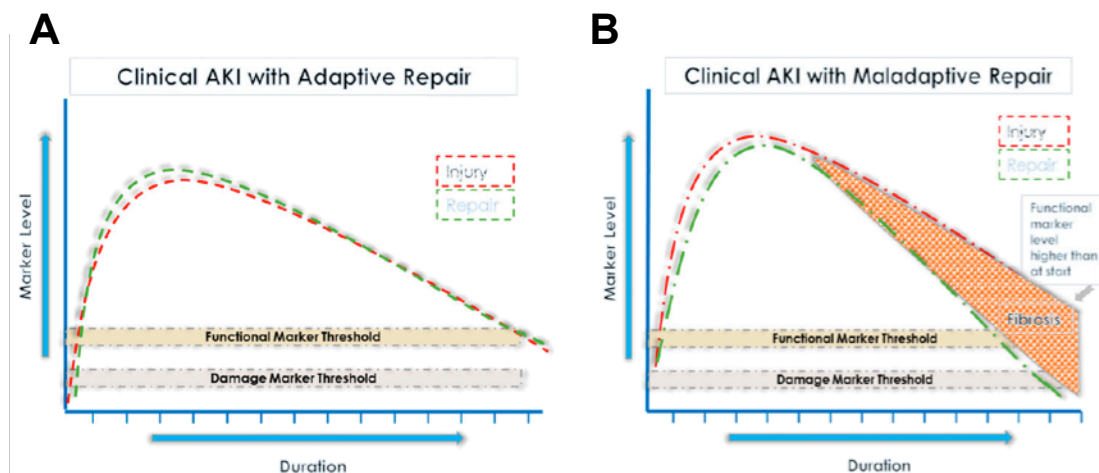 A
Clinical AKI with Adaptive Repair
Injury
Repair
Marker Level
Functional Marker Threshold
Damage Marker Threshold
Duration
B
Clinical AKI with Maladaptive Repair
Injury
Repair
Functional
marker
level
higher than
at start
Marker Level
Fibrosis
Functional Marker Threshold
Damage Marker Threshold
Duration